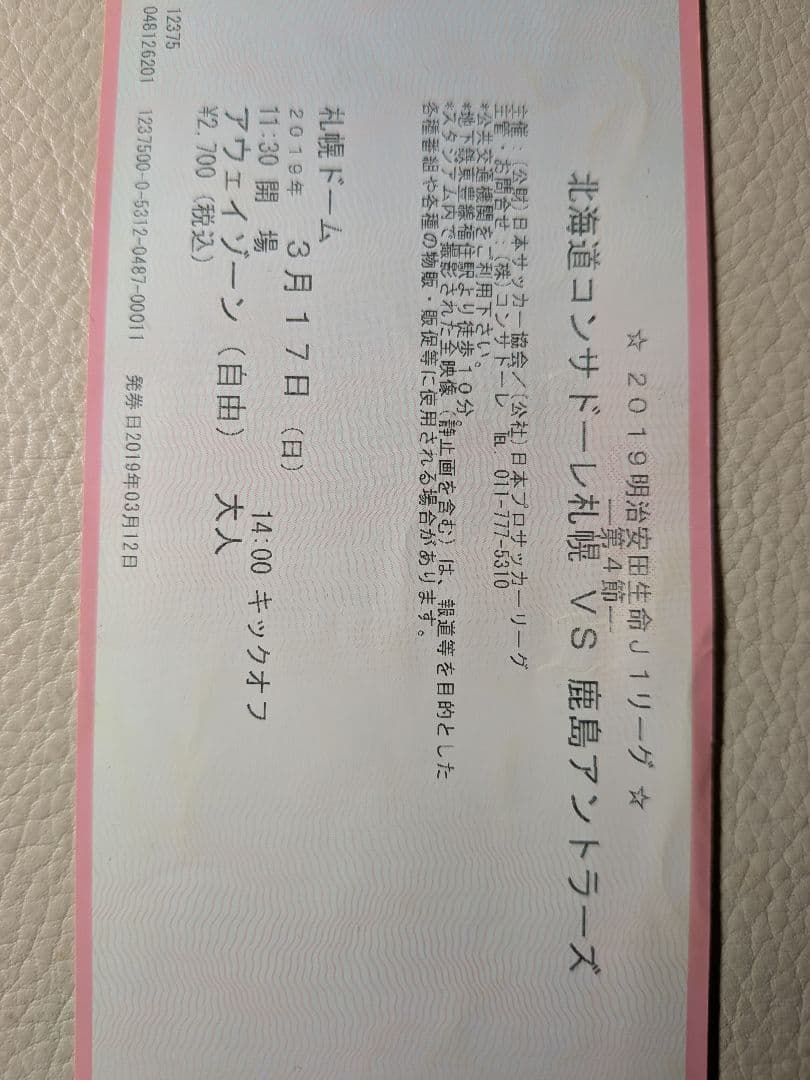 ☆ 2019明治安田生命J1リーグ ☆
―第4節―
北海道コンサドーレ札幌 VS 鹿島アントラーズ
主催：(公財)日本サッカー協会／(公社)日本プロサッカーリーグ
主管・お問合せ：(株)コンサドーレ ℡. 011-777-5310
*公共交通機関をご利用下さい。
*地下鉄東豊線福住駅より徒歩10分。
*スタジアム内で撮影された全映像(静止画を含む)は、報道等を目的とした
各種番組や各種の物販・販促等に使用される場合があります。
札幌ドーム
2019年 3月17日 (日)
11:30 開 場 14:00 キックオフ
アウェイゾーン (自由) 大人
¥2,700 (税込)
12375
048126201 1237500-0-5312-0487-00011 発券日2019年03月12日